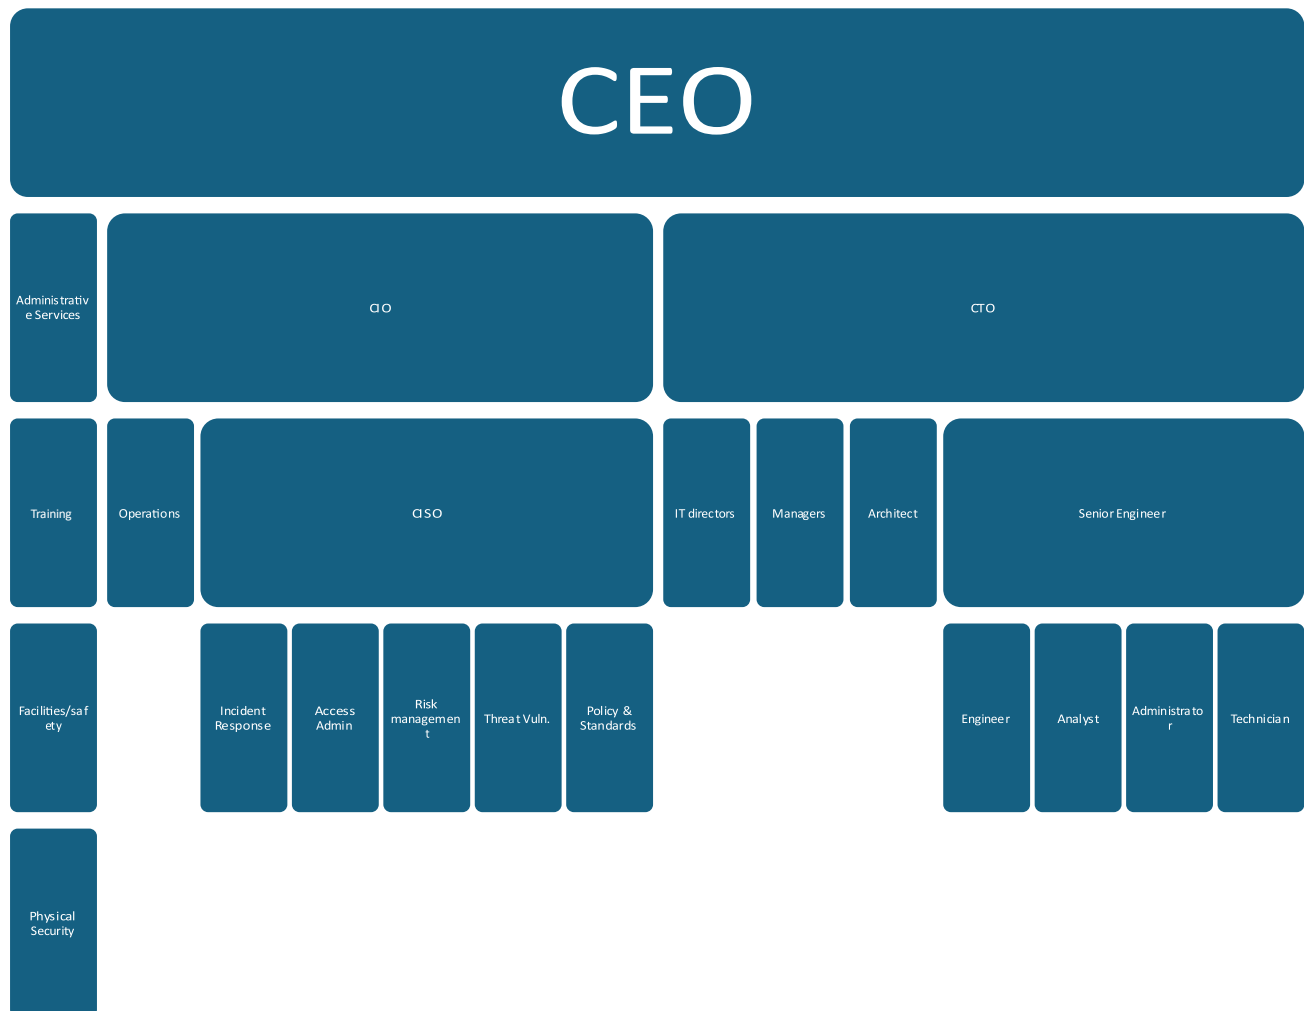 CEO
Administrativ
e Services
CIO
CTO
Training
Operations
CISO
IT directors
Managers
Architect
Senior Engineer
Facilities/saf
ety
Incident
Response
Access
Admin
Risk
managemen
t
Threat Vuln.
Policy &
Standards
Engineer
Analyst
Administrato
r
Technician
Physical
Security